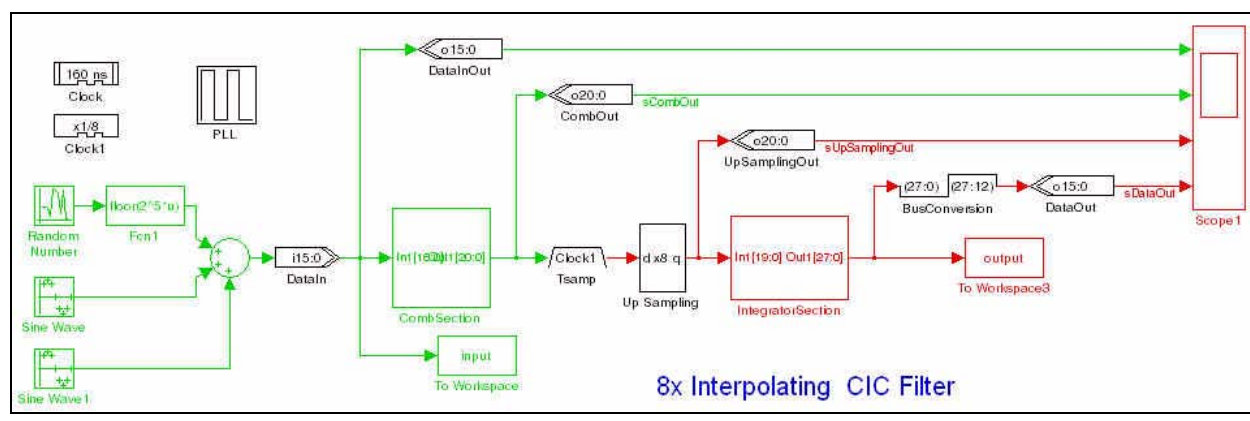 o15:0
DataInOut
160 ns
Clock
x1/8
Clock1
PLL
o20:0
CombOut
sCombOut
o20:0
UpSamplingOut
sUpSamplingOut
(27:0) (27:12)
BusConversion
o15:0
DataOut
sDataOut
Scope1
Random
Number
floor(2^5*u)
Fcn1
i15:0
DataIn
Out1[20:0]
CombSection
Clock1
Tsamp
d x8 q
Up Sampling
In1[19:0] Out1[27:0]
IntegratorSection
output
To Workspace3
Sine Wave
input
To Workspace
Sine Wave1
8x Interpolating CIC Filter